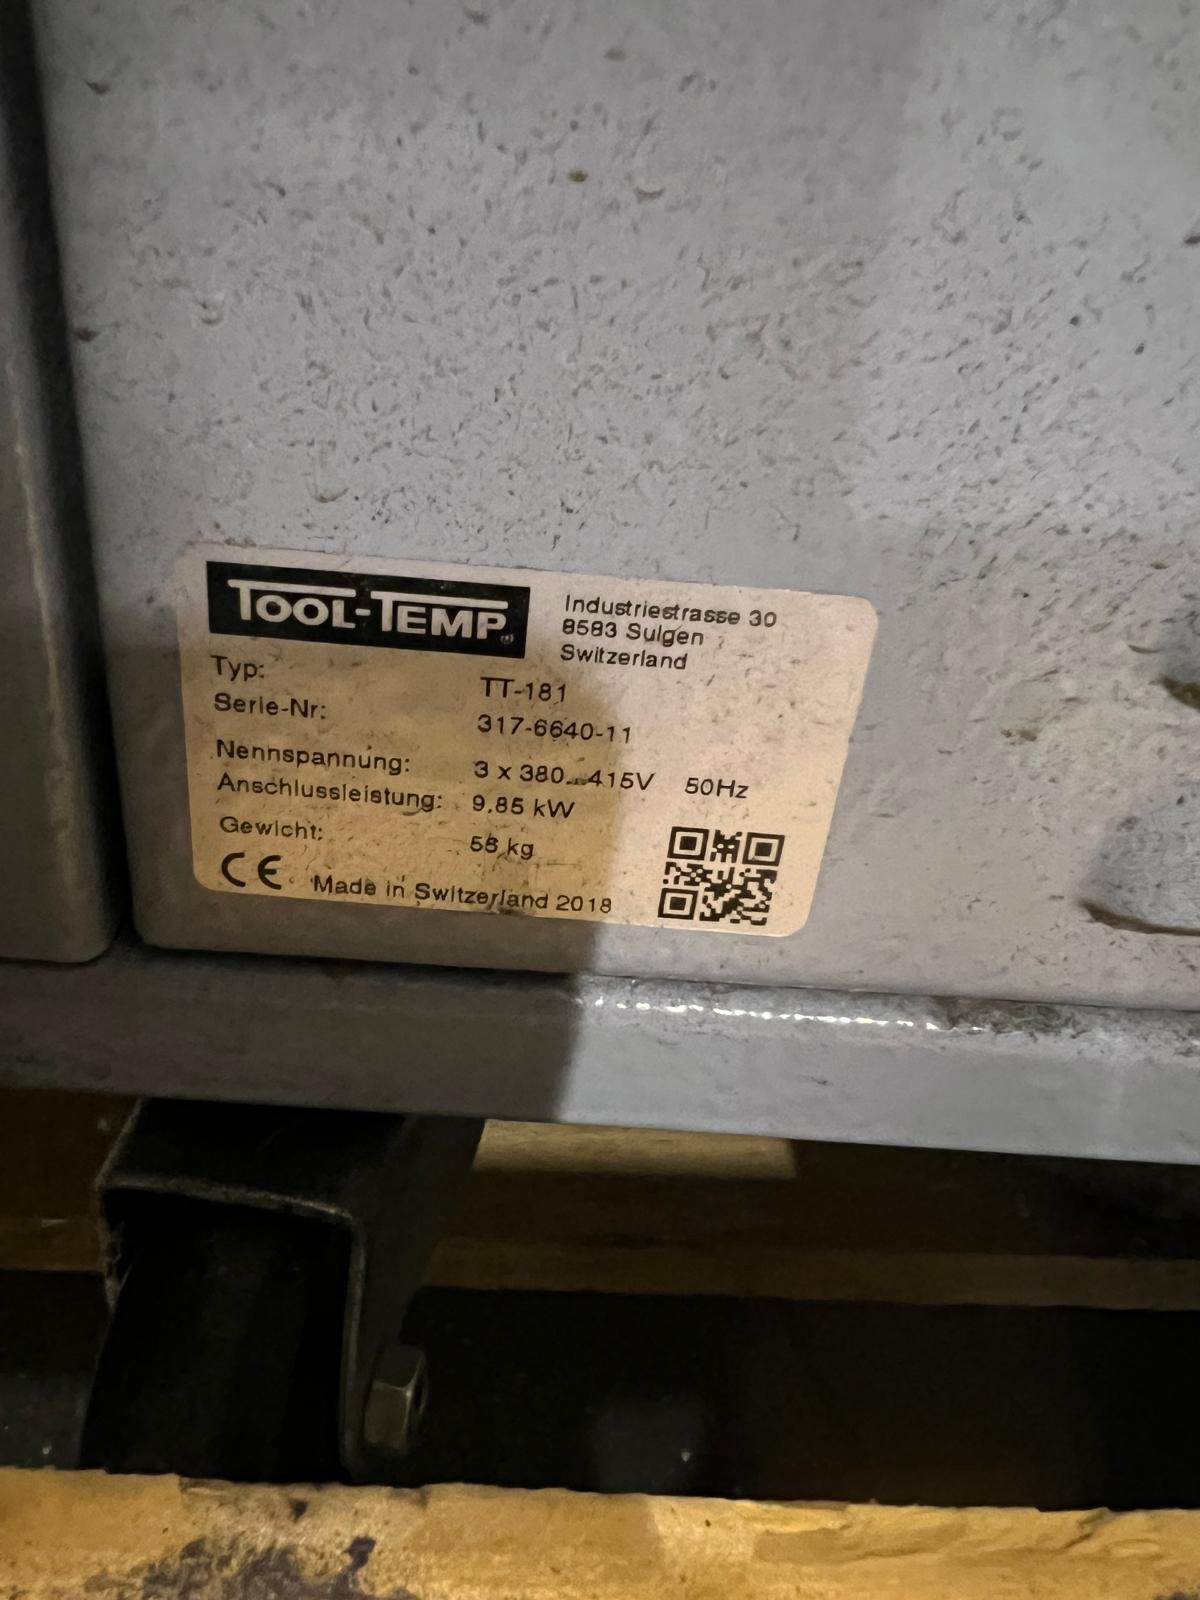 TOOL-TEMP®
Industriestrasse 30
8583 Sulgen
Switzerland
Typ: TT-181
Serie-Nr: 317-6640-11
Nennspannung: 3 x 380...415V 50Hz
Anschlussleistung: 9.85 kW
Gewicht: kg
CE Made in Switzerland 2018